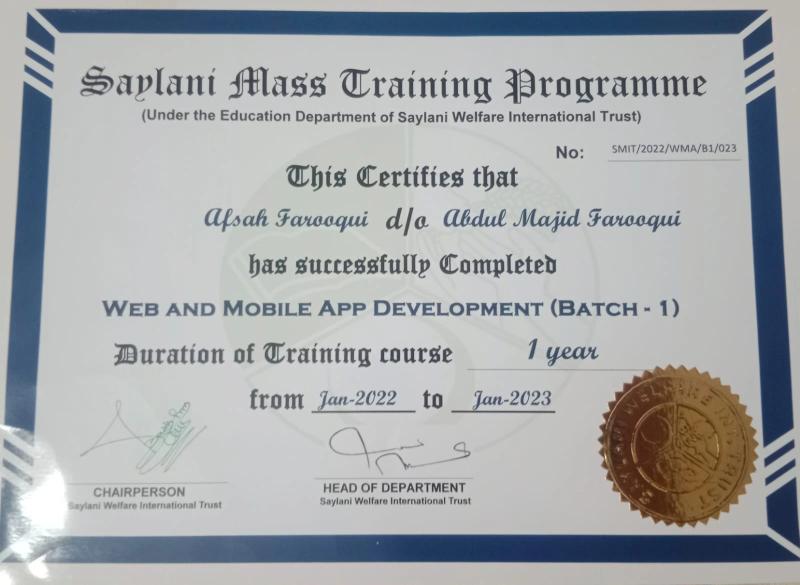 Saylani Mass Training Programme
(Under the Education Department of Saylani Welfare International Trust)
No: SMIT/2022/WMA/B1/023
This Certifies that
Afsah Farooqui d/o Abdul Majid Farooqui
has successfully Completed
WEB AND MOBILE APP DEVELOPMENT (BATCH - 1)
Duration of Training course 1 year
from Jan-2022 to Jan-2023
CHAIRPERSON
Saylani Welfare International Trust
HEAD OF DEPARTMENT
Saylani Welfare International Trust
SAYLANI WELFARE INT. TRUST